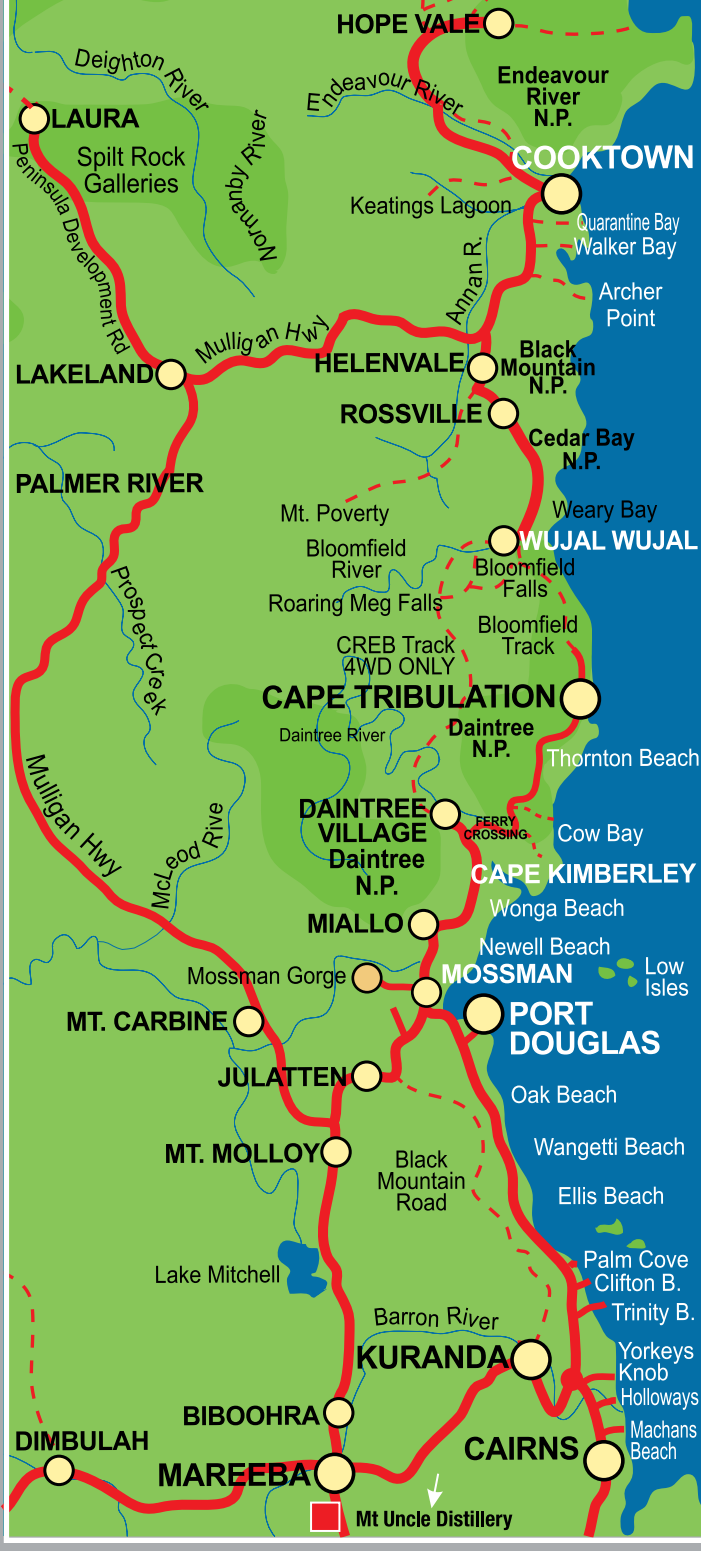 HOPE VALE
Deighton River
Endeavour River
Endeavour
River
N.P.
LAURA
Spilt Rock
Galleries
Normanby River
COOKTOWN
Peninsula Development Rd
Keatings Lagoon
Quarantine Bay
Walker Bay
Annan R.
Archer
Point
Mulligan Hwy
LAKELAND
HELENVALE
Black
Mountain
N.P.
ROSSVILLE
Cedar Bay
N.P.
PALMER RIVER
Mt. Poverty
Weary Bay
WUJAL WUJAL
Bloomfield
River
Bloomfield
Falls
Prospect Creek
Roaring Meg Falls
Bloomfield
Track
CREB Track
4WD ONLY
CAPE TRIBULATION
Daintree River
Daintree
N.P.
Thornton Beach
Mulligan Hwy
McLeod Rive
DAINTREE
VILLAGE
FERRY
CROSSING
Cow Bay
Daintree
N.P.
CAPE KIMBERLEY
Wonga Beach
MIALLO
Newell Beach
Mossman Gorge
MOSSMAN
Low
Isles
MT. CARBINE
PORT
DOUGLAS
JULATTEN
Oak Beach
MT. MOLLOY
Black
Mountain
Road
Wangetti Beach
Ellis Beach
Lake Mitchell
Palm Cove
Clifton B.
Trinity B.
Barron River
KURANDA
Yorkeys
Knob
Holloways
BIBOOHRA
Machans
Beach
DIMBULAH
CAIRNS
MAREEBA
Mt Uncle Distillery